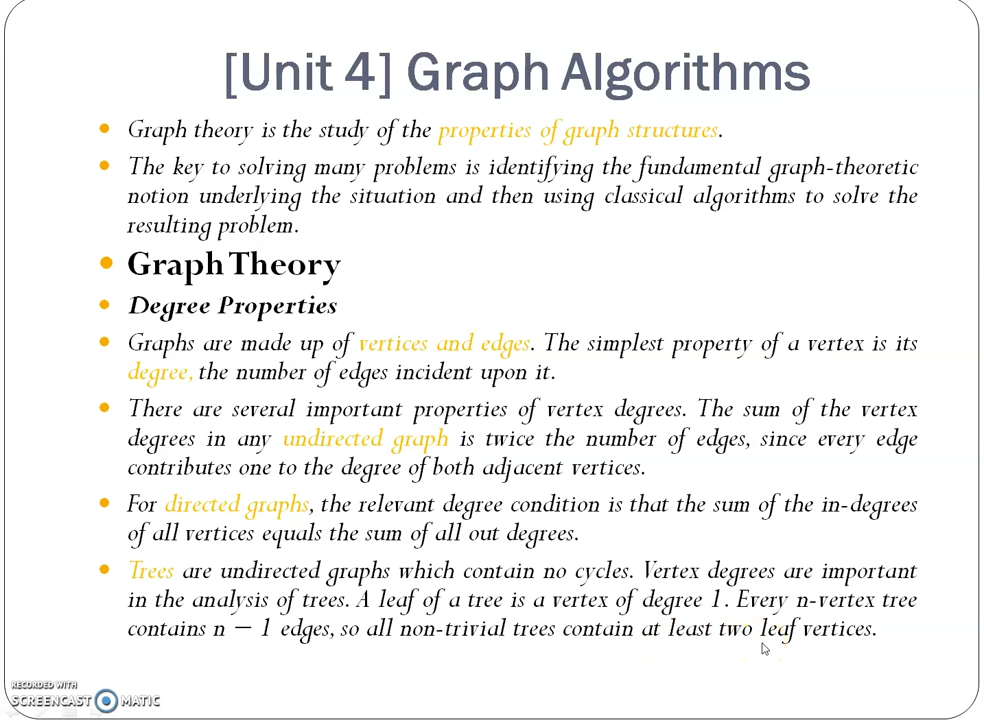 [Unit 4] Graph Algorithms
Graph theory is the study of the properties of graph structures.
The key to solving many problems is identifying the fundamental graph-theoretic
notion underlying the situation and then using classical algorithms to solve the
resulting problem.
Graph Theory
Degree Properties
Graphs are made up of vertices and edges. The simplest property of a vertex is its
degree, the number of edges incident upon it.
There are several important properties of vertex degrees. The sum of the vertex
degrees in any undirected graph is twice the number of edges, since every edge
contributes one to the degree of both adjacent vertices.
For directed graphs, the relevant degree condition is that the sum of the in-degrees
of all vertices equals the sum of all out degrees.
Trees are undirected graphs which contain no cycles. Vertex degrees are important
in the analysis of trees. A leaf of a tree is a vertex of degree 1. Every n-vertex tree
contains n − 1 edges, so all non-trivial trees contain at least two leaf vertices.
RECORDED WITH
SCREENCAST MATIC